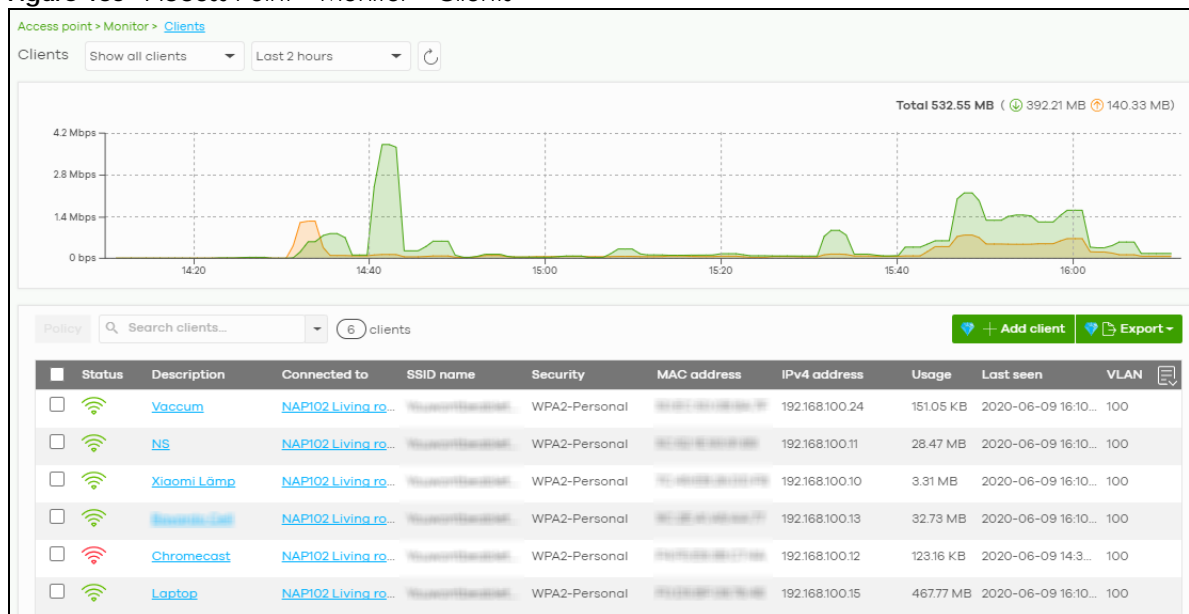 Access point > Monitor > Clients
Clients Show all clients Last 2 hours
Total 532.55 MB ( 392.21 MB 140.33 MB)
4.2 Mbps
2.8 Mbps
1.4 Mbps
0 bps
14:20 14:40 15:00 15:20 15:40 16:00
Policy Search clients... 6 clients + Add client Export
Status Description Connected to SSID name Security MAC address IPv4 address Usage Last seen VLAN
Vaccum NAP102 Living ro... WPA2-Personal 192.168.100.24 151.05 KB 2020-06-09 16:10... 100
NS NAP102 Living ro... WPA2-Personal 192.168.100.11 28.47 MB 2020-06-09 16:10... 100
Xiaomi Lämp NAP102 Living ro... WPA2-Personal 192.168.100.10 3.31 MB 2020-06-09 16:10... 100
NAP102 Living ro... WPA2-Personal 192.168.100.13 32.73 MB 2020-06-09 16:10... 100
Chromecast NAP102 Living ro... WPA2-Personal 192.168.100.12 123.16 KB 2020-06-09 14:3... 100
Laptop NAP102 Living ro... WPA2-Personal 192.168.100.15 467.77 MB 2020-06-09 16:10... 100